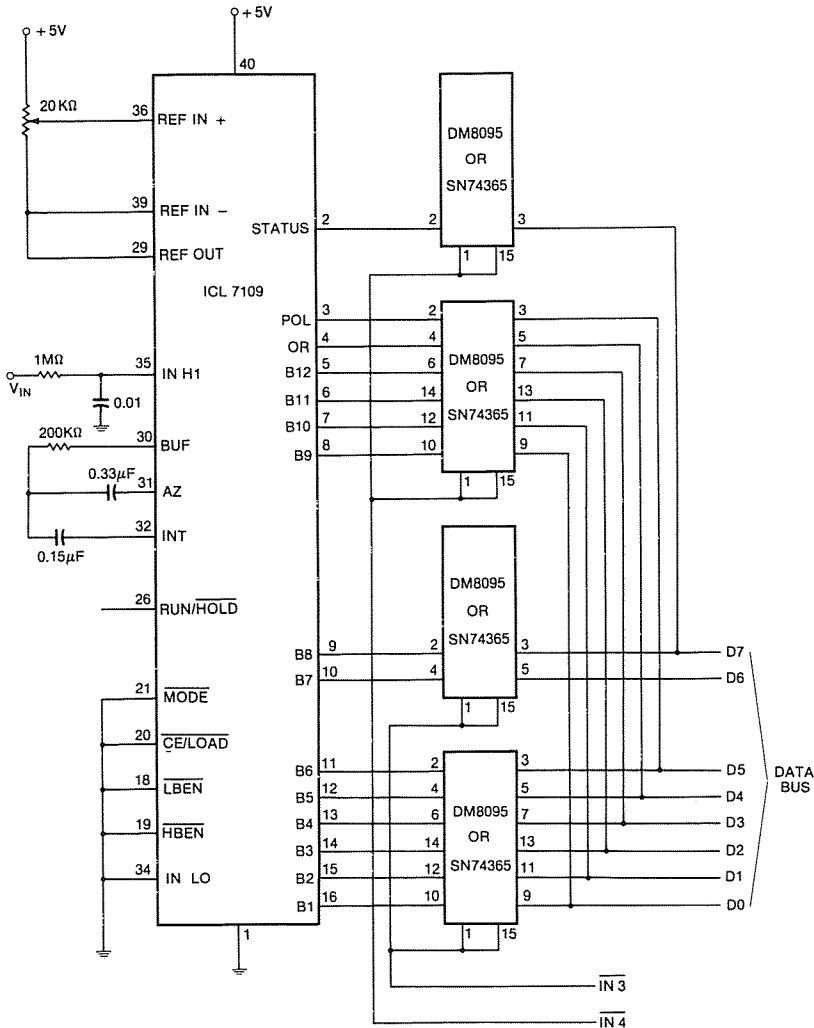 +5V
+5V
40
20KΩ
36
REF IN +
39
REF IN −
29
REF OUT
ICL 7109
STATUS
2
2
DM8095
OR
SN74365
3
1
15
POL
3
2
3
OR
4
4
5
B12
5
6
7
B11
6
14
13
B10
7
12
11
B9
8
10
9
DM8095
OR
SN74365
1
15
1MΩ
VIN
35
IN H1
0.01
200KΩ
30
BUF
0.33μF
31
AZ
32
INT
0.15μF
26
RUN/HOLD
21
MODE
20
CE/LOAD
18
LBEN
19
HBEN
34
IN LO
1
DM8095
OR
SN74365
B8
9
2
3
D7
B7
10
4
5
D6
1
15
B6
11
2
3
D5
B5
12
4
5
D4
B4
13
6
7
D3
B3
14
14
13
D2
B2
15
12
11
D1
B1
16
10
9
D0
DM8095
OR
SN74365
1
15
DATA
BUS
IN 3
IN 4